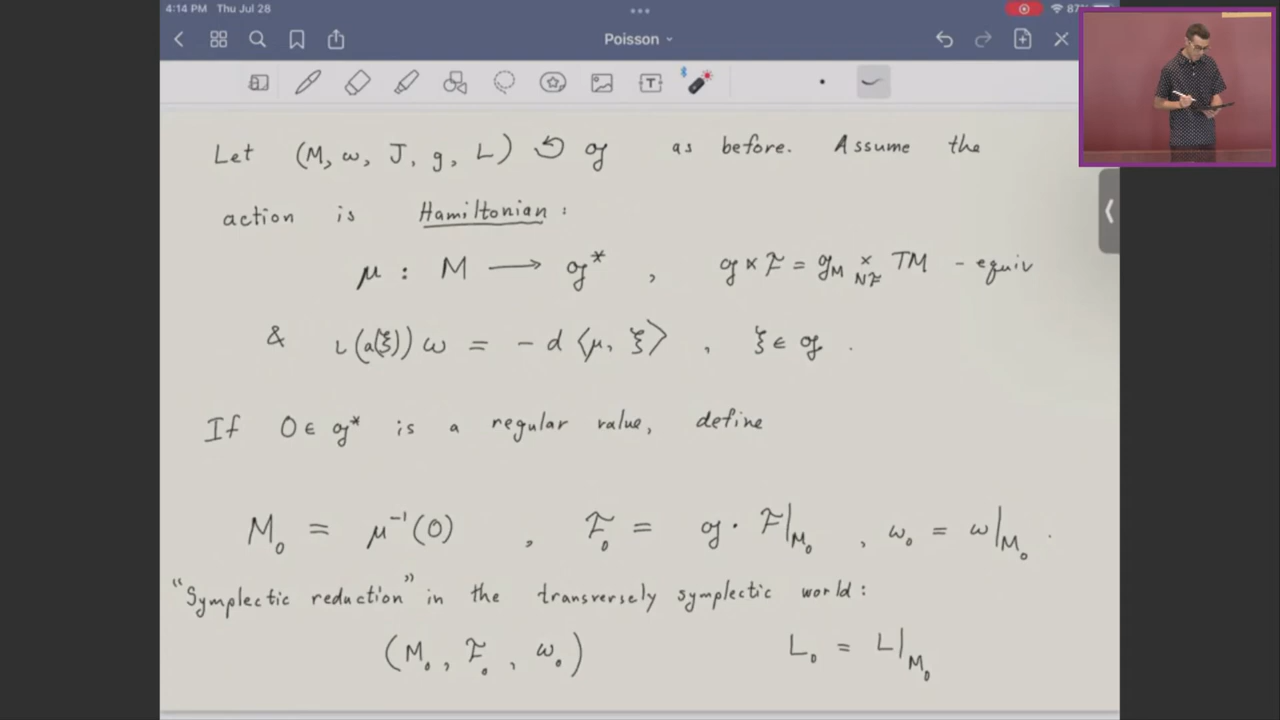 4:14 PM Thu Jul 28
87%
Poisson
Let (M, ω, J, g, L) ↺ 𝔤 as before. Assume the
action is Hamiltonian :
μ : M ⟶ 𝔤* , 𝔤 ⋉ F = 𝔤_M ×_{NF} TM - equiv
& ι(a(ξ)) ω = - d ⟨μ, ξ⟩ , ξ ∈ 𝔤 .
If 0 ∈ 𝔤* is a regular value, define
M₀ = μ⁻¹(0) , F₀ = 𝔤 · F|_{M₀} , ω₀ = ω|_{M₀} .
"Symplectic reduction" in the transversely symplectic world :
(M₀, F₀, ω₀) L₀ = L|_{M₀}